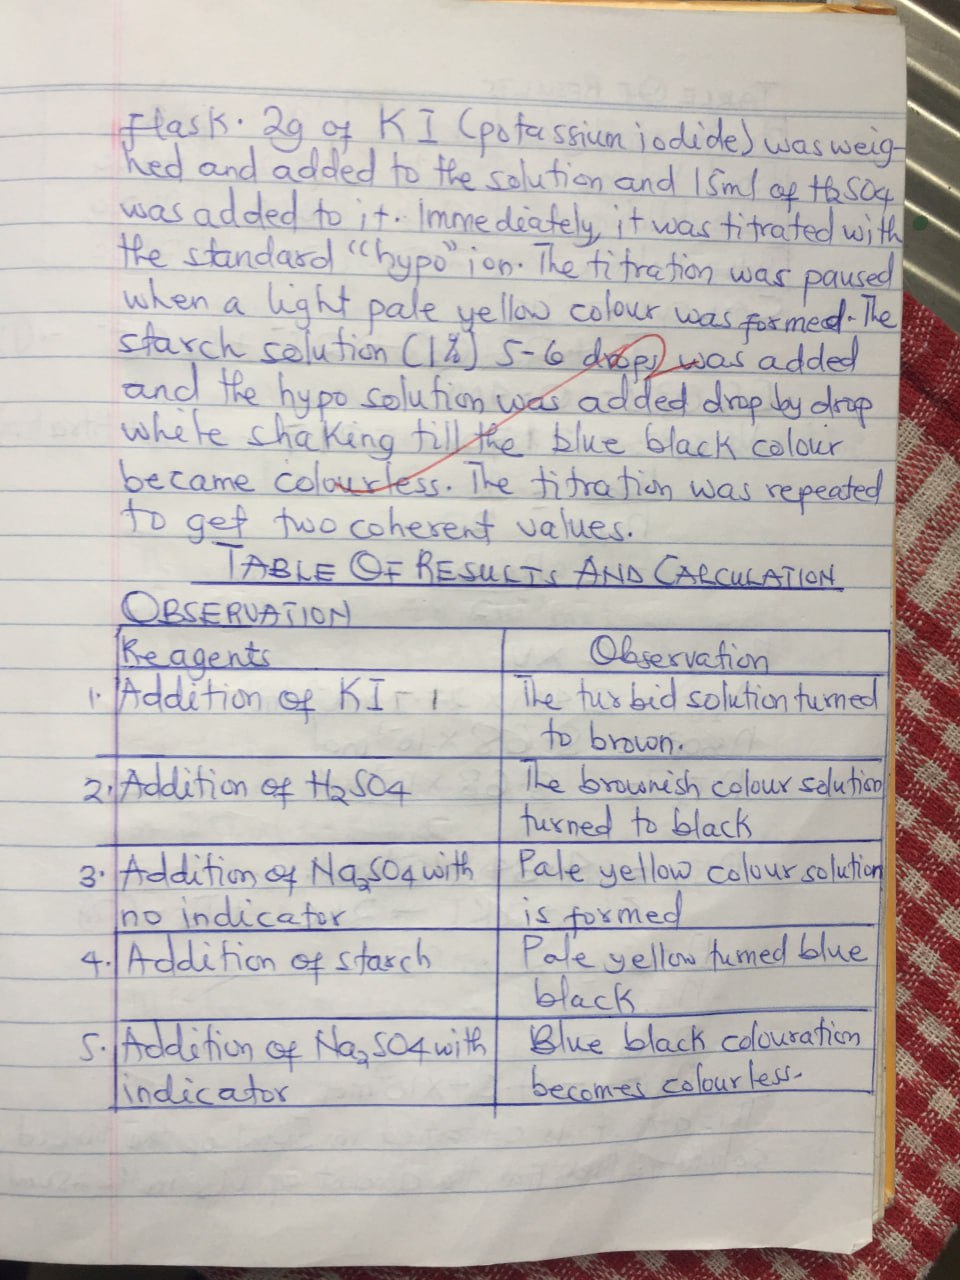 flask. 2g of KI (potassium iodide) was weig-
hed and added to the solution and 15ml of H2SO4
was added to it. Immediately, it was titrated with
the standard "hypo" ion. The titration was paused
when a light pale yellow colour was formed. The
starch solution (1%) 5-6 drops was added
and the hypo solution was added drop by drop
while shaking till the blue black colour
became colourless. The titration was repeated
to get two coherent values.
TABLE OF RESULTS AND CALCULATION
OBSERVATION
Reagents Observation
1. Addition of KI The turbid solution turned
to brown.
2. Addition of H2SO4 The brownish colour solution
turned to black
3. Addition of Na2SO4 with Pale yellow colour solution
no indicator is formed
4. Addition of starch Pale yellow turned blue
black
5. Addition of Na2SO4 with Blue black colouration
indicator becomes colourless.